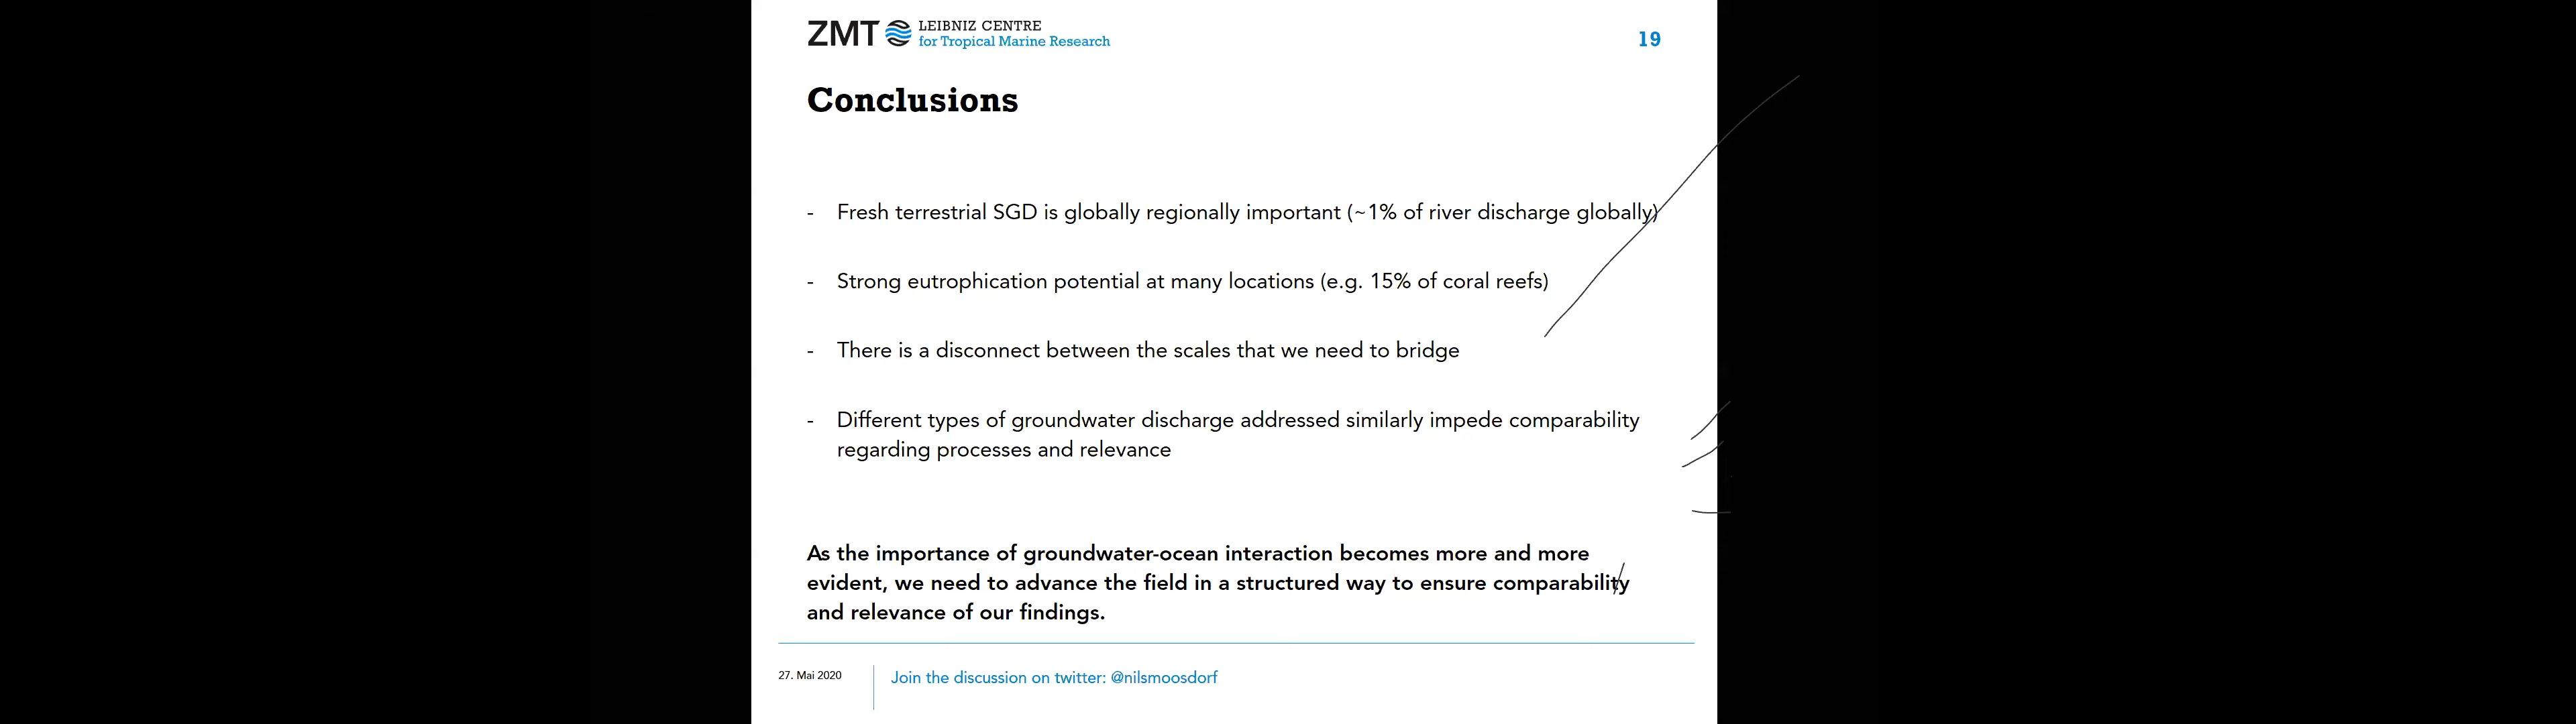 ZMT LEIBNIZ CENTRE
for Tropical Marine Research
19
Conclusions
- Fresh terrestrial SGD is globally regionally important (~1% of river discharge globally)
- Strong eutrophication potential at many locations (e.g. 15% of coral reefs)
- There is a disconnect between the scales that we need to bridge
- Different types of groundwater discharge addressed similarly impede comparability
regarding processes and relevance
As the importance of groundwater-ocean interaction becomes more and more
evident, we need to advance the field in a structured way to ensure comparability
and relevance of our findings.
27. Mai 2020
Join the discussion on twitter: @nilsmoosdorf